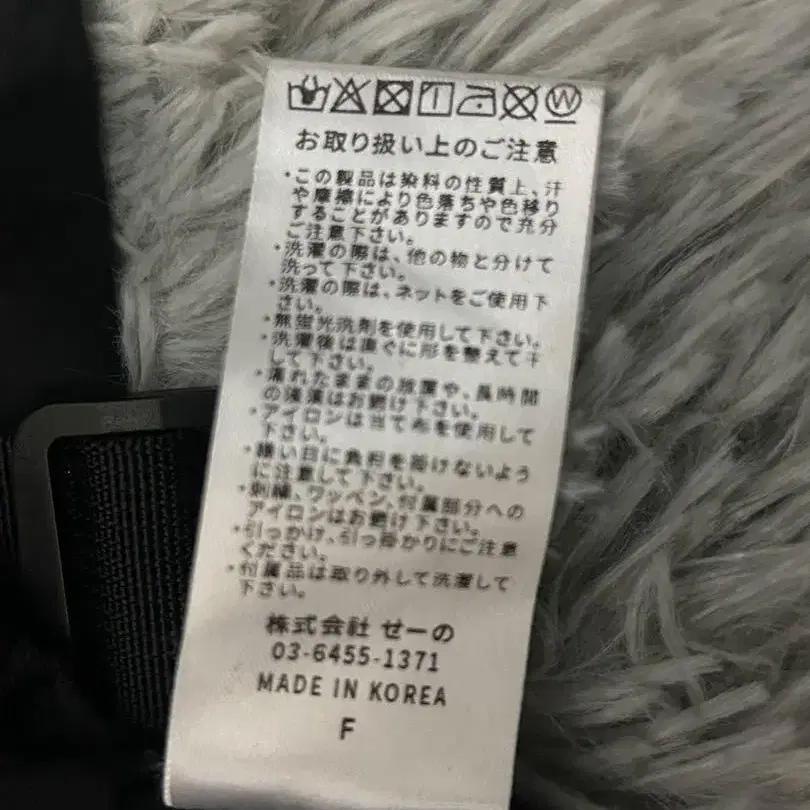 お取り扱い上のご注意
・この製品は染料の性質上、汗
や摩擦により色落ちや色移り
することがありますので充分
ご注意下さい。
・洗濯の際は、他の物と分けて
洗って下さい。
・洗濯の際は、ネットをご使用下
さい。
・無蛍光洗剤を使用して下さい。
・洗濯後は直ぐに形を整えて干
して下さい。
・濡れたままの放置や、長時間
の浸漬はお避け下さい。
・アイロンは当て布を使用して
下さい。
・縫い目に負担を掛けないよう
に注意して下さい。
・刺繍、ワッペン、付属部分への
アイロンはお避け下さい。
・引っかけ、引っ掛かりにご注意
ください。
・付属品は取り外して洗濯して
下さい。
株式会社 せーの
03-6455-1371
MADE IN KOREA
F